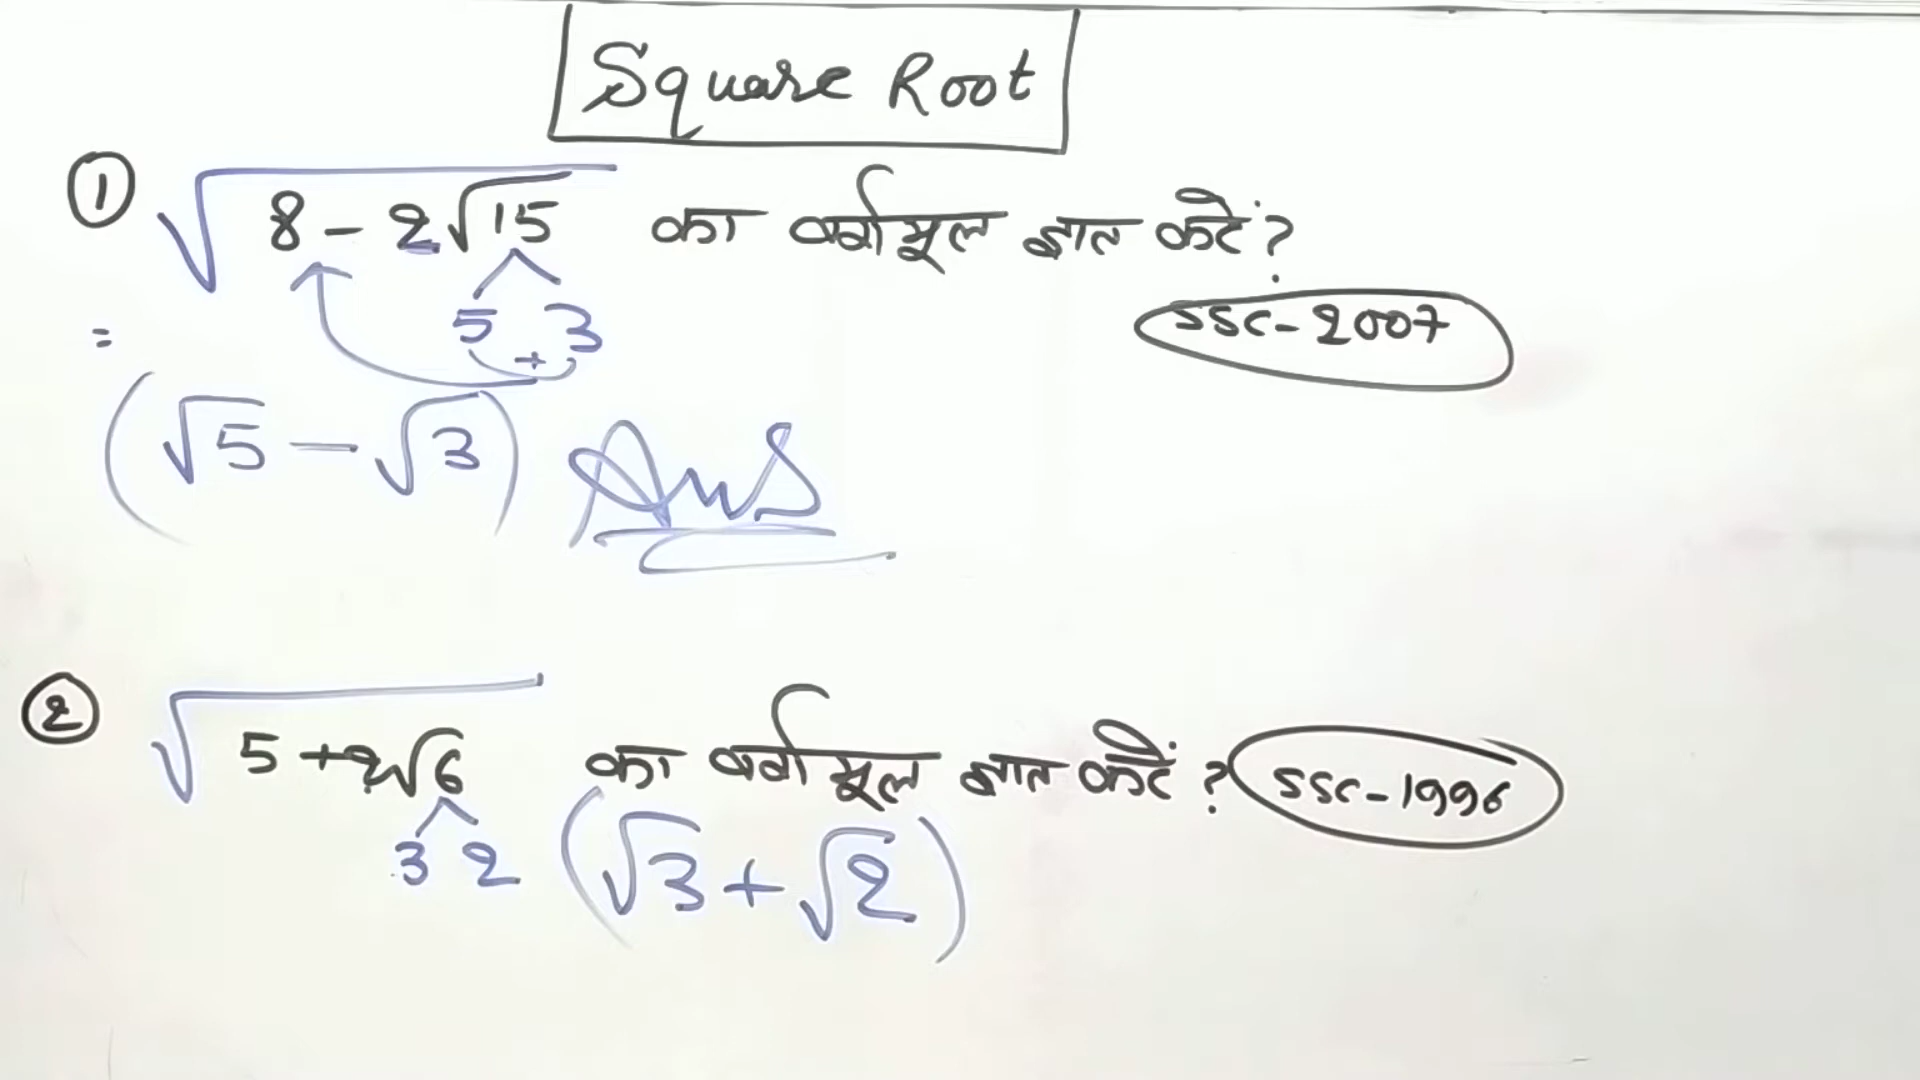 Square Root
① √(8 - 2√15) का वर्गमूल ज्ञात करें?
5 + 3
SSC - 2007
=
(√5 - √3) Ans
② √(5 + 2√6) का वर्गमूल ज्ञात करें? SSC - 1996
3 2 (√3 + √2)